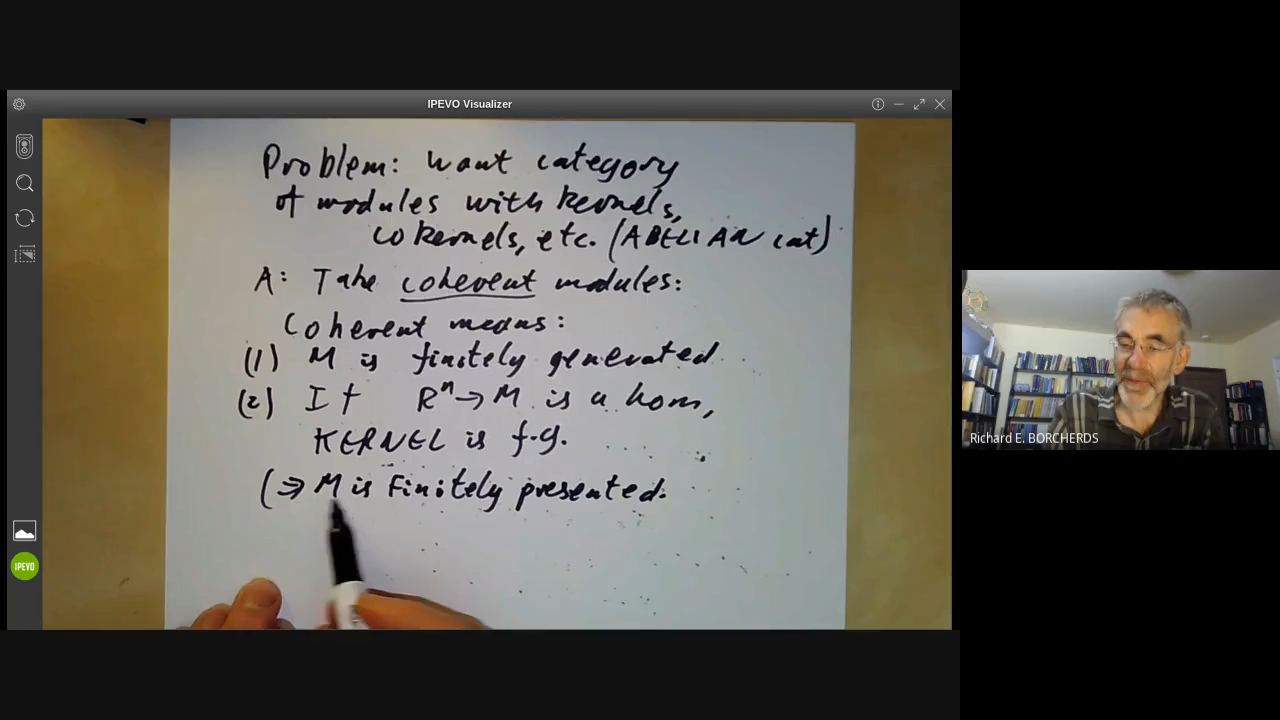 IPEVO Visualizer
Problem: want category
of modules with kernels,
cokernels, etc. (ABELIAN cat)
A: Take coherent modules:
Coherent means:
(1) M is finitely generated
(2) If Rⁿ → M is a hom,
KERNEL is f.g.
(⇒ M is Finitely presented.
IPEVO
Richard E. BORCHERDS